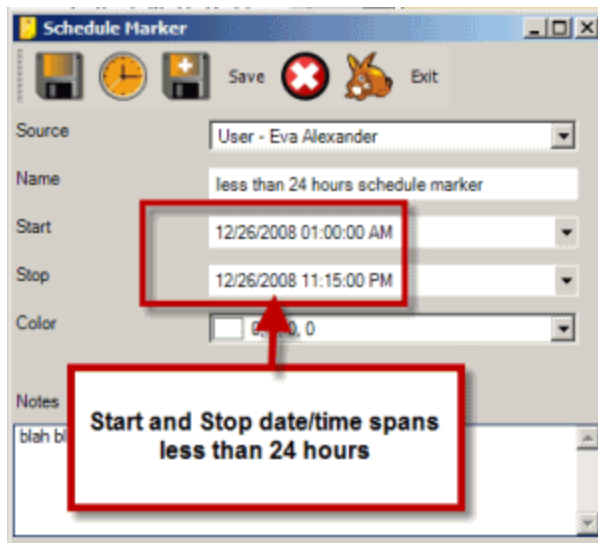 Schedule Marker
Save Exit
Source User - Eva Alexander
Name less than 24 hours schedule marker
Start 12/26/2008 01:00:00 AM
Stop 12/26/2008 11:15:00 PM
Color 0, 0
Notes
Start and Stop date/time spans
less than 24 hours
blah bl